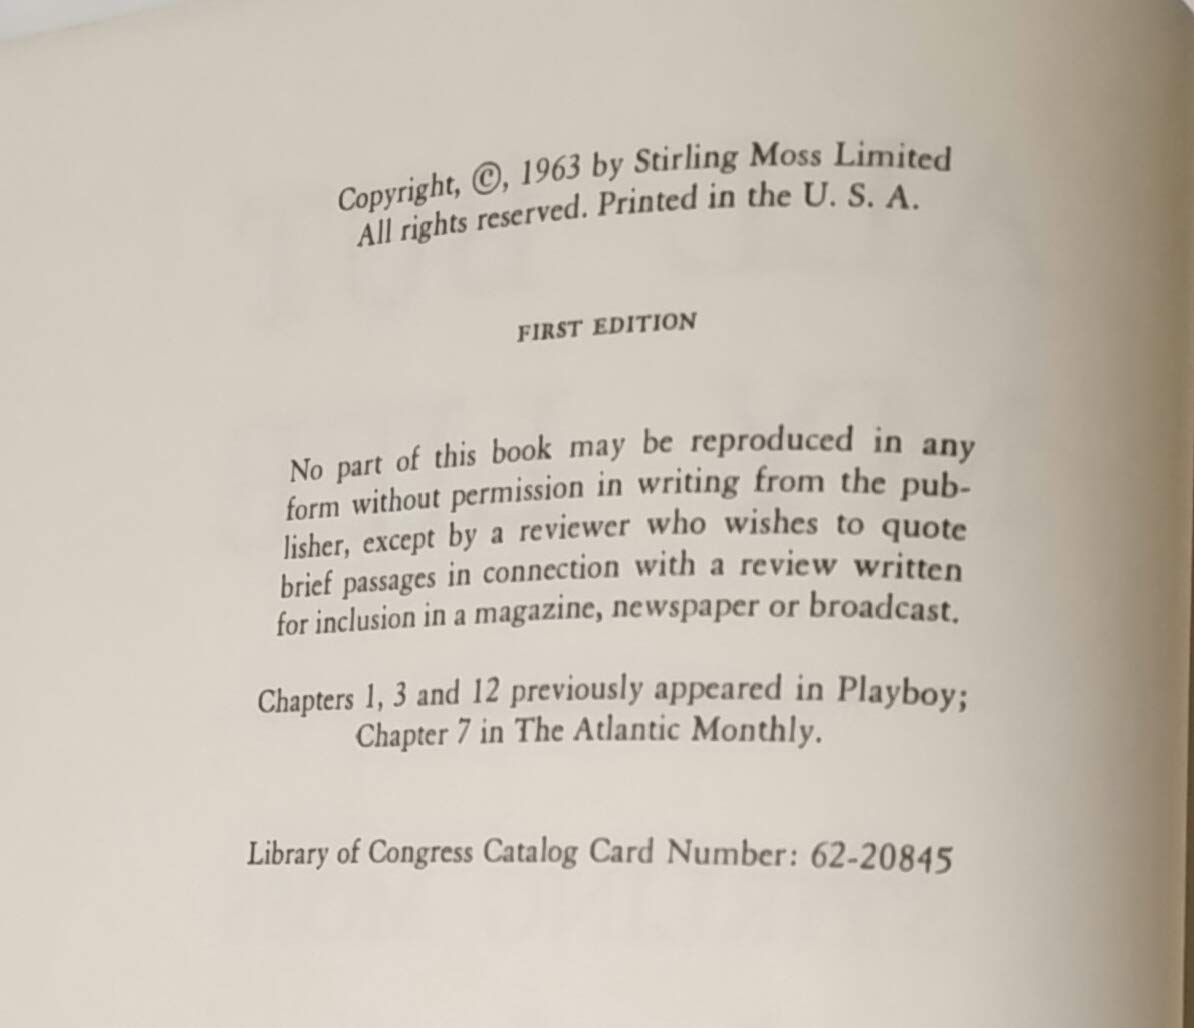 Copyright, ©, 1963 by Stirling Moss Limited
All rights reserved. Printed in the U. S. A.
FIRST EDITION
No part of this book may be reproduced in any
form without permission in writing from the pub-
lisher, except by a reviewer who wishes to quote
brief passages in connection with a review written
for inclusion in a magazine, newspaper or broadcast.
Chapters 1, 3 and 12 previously appeared in Playboy;
Chapter 7 in The Atlantic Monthly.
Library of Congress Catalog Card Number: 62-20845